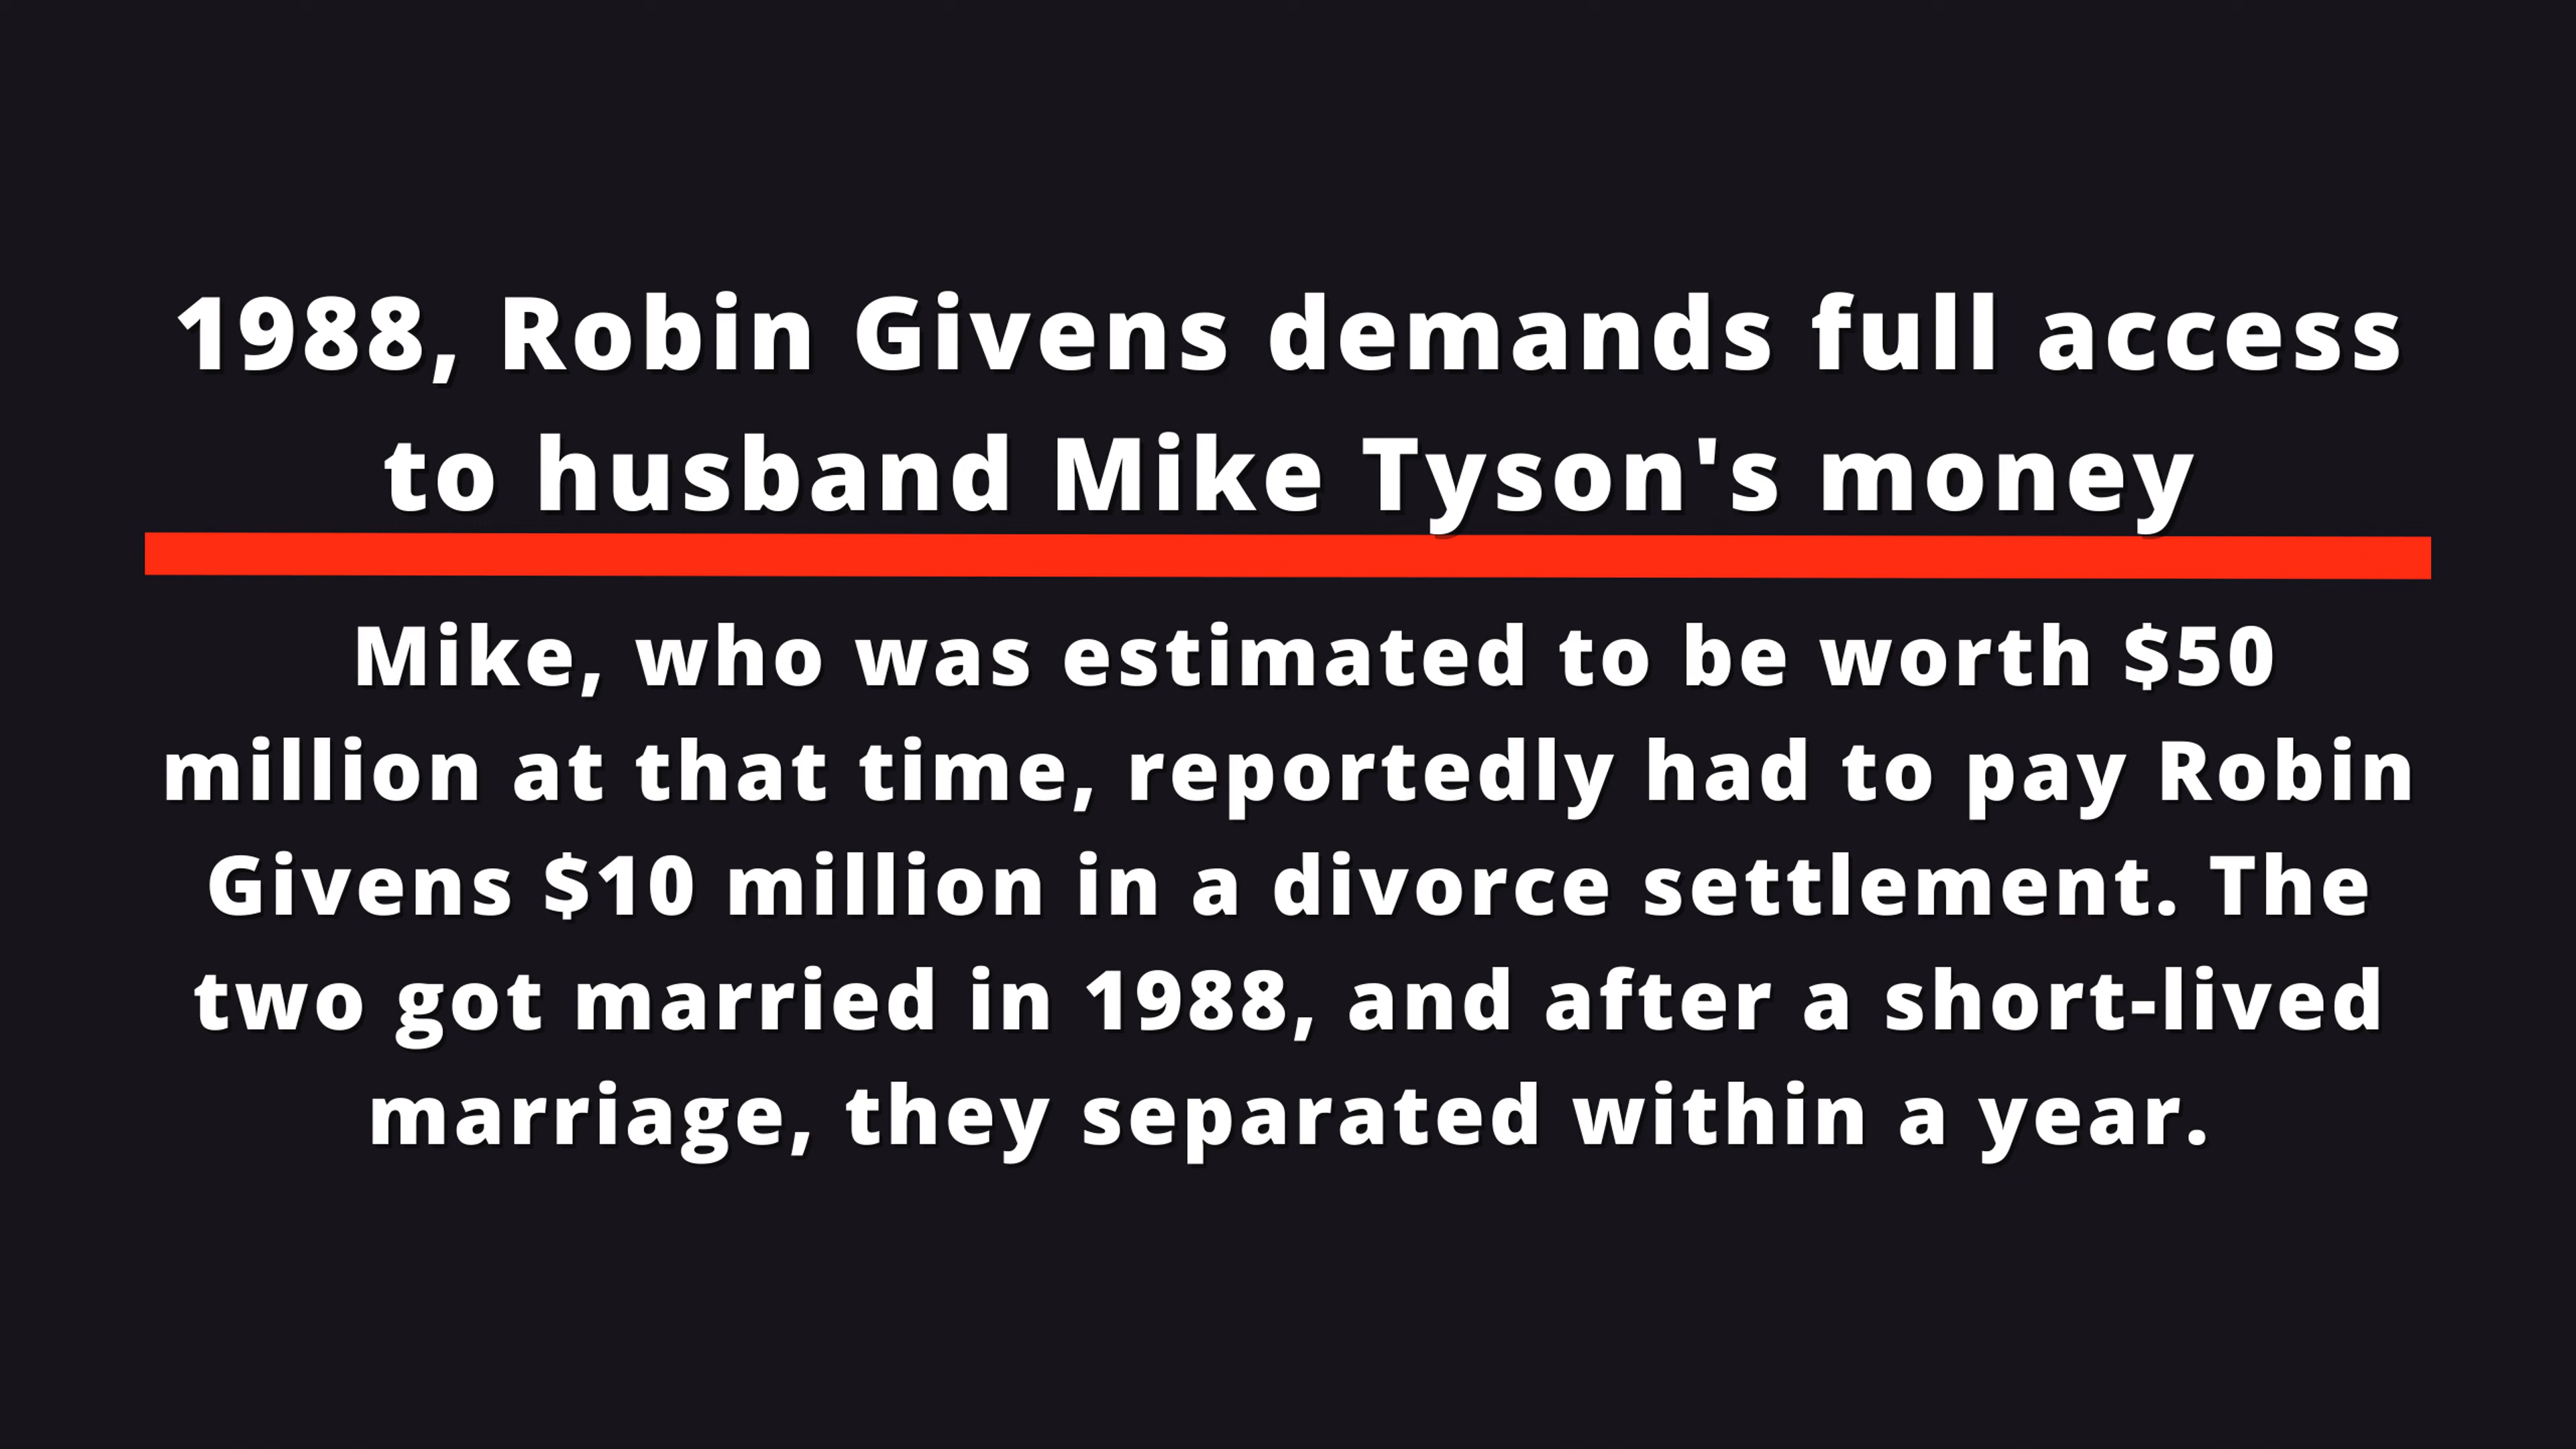 1988, Robin Givens demands full access
to husband Mike Tyson's money
Mike, who was estimated to be worth $50
million at that time, reportedly had to pay Robin
Givens $10 million in a divorce settlement. The
two got married in 1988, and after a short-lived
marriage, they separated within a year.